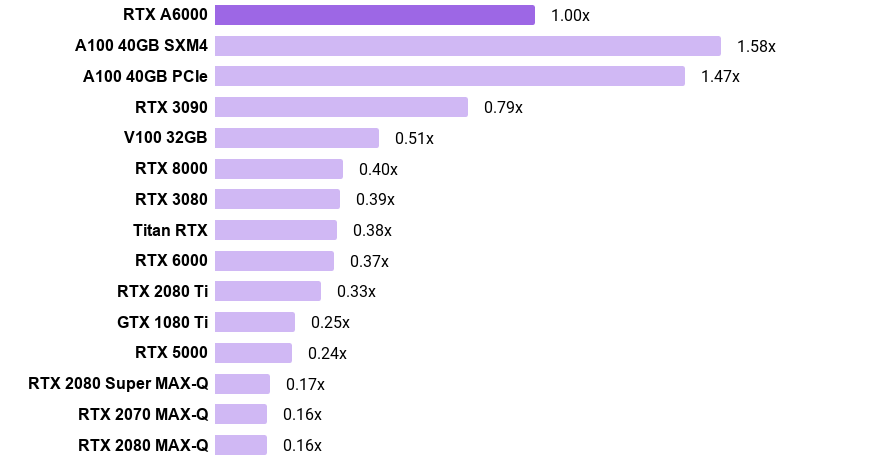 RTX A6000 1.00x
A100 40GB SXM4 1.58x
A100 40GB PCIe 1.47x
RTX 3090 0.79x
V100 32GB 0.51x
RTX 8000 0.40x
RTX 3080 0.39x
Titan RTX 0.38x
RTX 6000 0.37x
RTX 2080 Ti 0.33x
GTX 1080 Ti 0.25x
RTX 5000 0.24x
RTX 2080 Super MAX-Q 0.17x
RTX 2070 MAX-Q 0.16x
RTX 2080 MAX-Q 0.16x